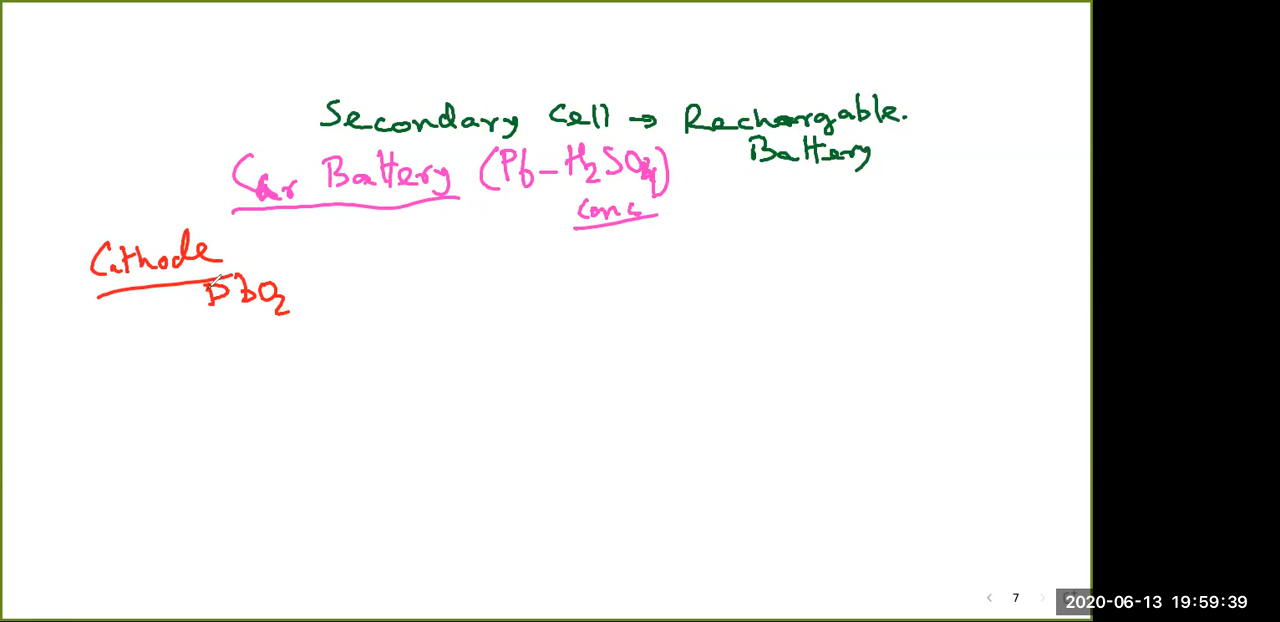 Secondary Cell → Rechargable.
Battery
Car Battery (Pb-H2SO4)
Conc
Cathode
PbO2
7
2020-06-13 19:59:39